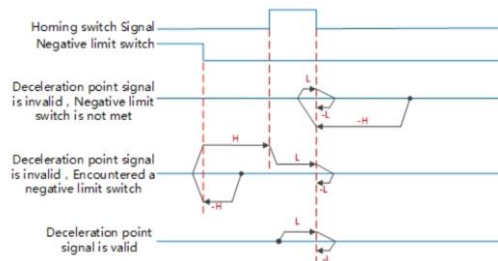 Homing switch Signal
Negative limit switch
Deceleration point signal
is invalid , Negative limit
switch is not met
L
-L
-H
H
Deceleration point signal
is invalid , Encountered a
negative limit switch
L
-L
-H
Deceleration point
signal is valid
L
-L